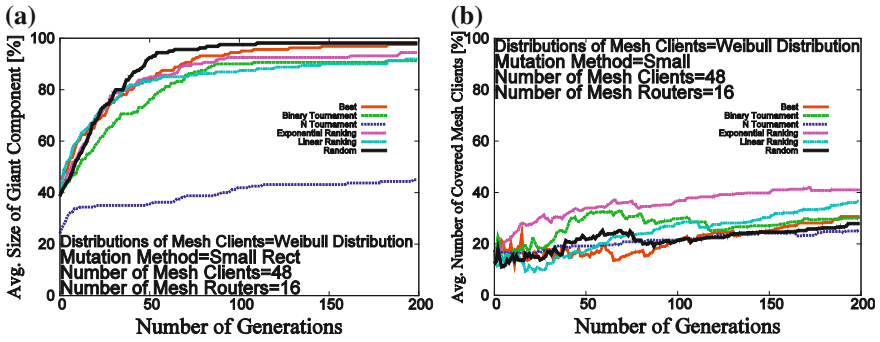 (a)
100
80
60
40
20
0
0 50 100 150 200
Avg. Size of Giant Component [%]
Number of Generations
Best
Binary Tournament
N Tournament
Exponential Ranking
Linear Ranking
Random
Distributions of Mesh Clients=Weibull Distribution
Mutation Method=Small Rect
Number of Mesh Clients=48
Number of Mesh Routers=16
(b)
100
80
60
40
20
0
0 50 100 150 200
Avg. Number of Covered Mesh Clients [%]
Number of Generations
Distributions of Mesh Clients=Weibull Distribution
Mutation Method=Small
Number of Mesh Clients=48
Number of Mesh Routers=16
Best
Binary Tournament
N Tournament
Exponential Ranking
Linear Ranking
Random